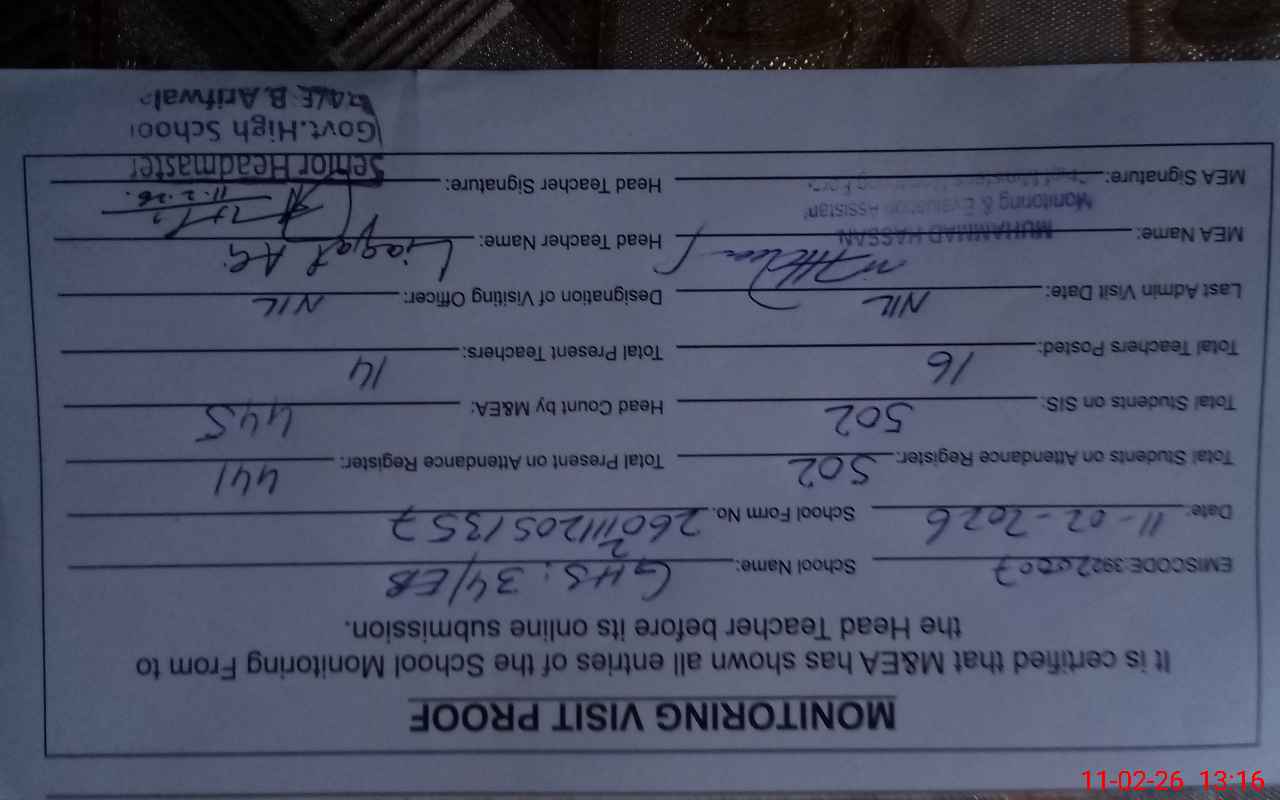 MONITORING VISIT PROOF
It is certified that M&EA has shown all entries of the School Monitoring From to
the Head Teacher before its online submission.
EMISCODE: 39220007 School Name: GHS: 34/EB
Date: 11-02-2026 School Form No. 2601112051357
2
Total Students on Attendance Register: 502 Total Present on Attendance Register: 441
Total Students on SIS: 502 Head Count by M&EA: 445
Total Teachers Posted: 16 Total Present Teachers: 14
Last Admin Visit Date: NIL Designation of Visiting Officer: NIL
MEA Name: MUHAMMAD HASSAN Head Teacher Name: Liaqat Ali
Monitoring & Evaluation Assistan
MEA Signature: Head Teacher Signature: 11.2.26.
Senior Headmaster
Govt.High School
E.B. Arifwal
11-02-26 13:16